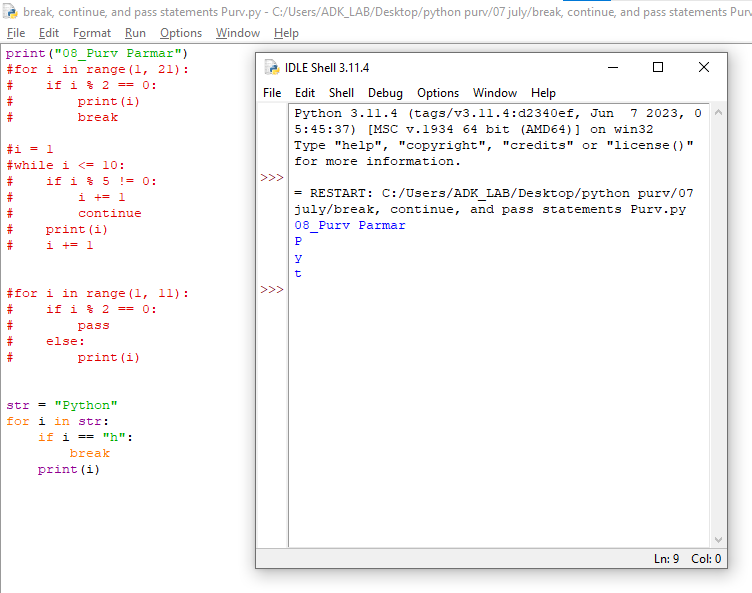 break, continue, and pass statements Purv.py - C:/Users/ADK_LAB/Desktop/python purv/07 july/break, continue, and pass statements Purv
File Edit Format Run Options Window Help
print("08_Purv Parmar")
#for i in range(1, 21):
#    if i % 2 == 0:
#        print(i)
#        break
#i = 1
#while i <= 10:
#    if i % 5 != 0:
#        i += 1
#        continue
#    print(i)
#    i += 1
#for i in range(1, 11):
#    if i % 2 == 0:
#        pass
#    else:
#        print(i)
str = "Python"
for i in str:
    if i == "h":
        break
    print(i)
IDLE Shell 3.11.4
File Edit Shell Debug Options Window Help
Python 3.11.4 (tags/v3.11.4:d2340ef, Jun  7 2023, 0
5:45:37) [MSC v.1934 64 bit (AMD64)] on win32
Type "help", "copyright", "credits" or "license()"
for more information.
>>>
= RESTART: C:/Users/ADK_LAB/Desktop/python purv/07
july/break, continue, and pass statements Purv.py
08_Purv Parmar
P
y
t
>>>
Ln: 9 Col: 0